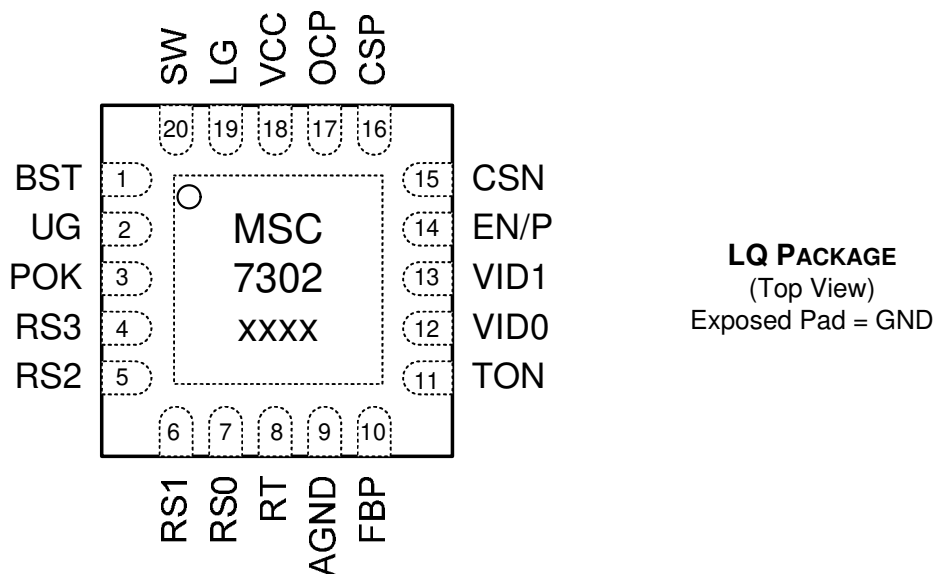 SW LG VCC OCP CSP
20 19 18 17 16
BST 1 15 CSN
UG 2 MSC 14 EN/P
POK 3 7302 13 VID1
RS3 4 xxxx 12 VID0
RS2 5 11 TON
6 7 8 9 10
RS1 RS0 RT AGND FBP
LQ PACKAGE
(Top View)
Exposed Pad = GND